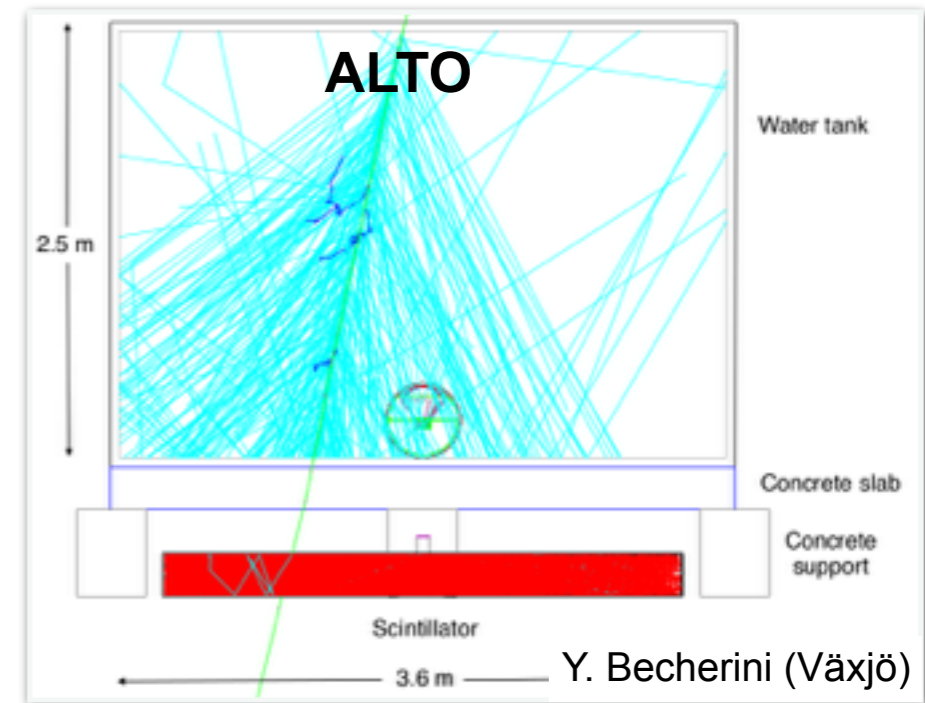 ALTO
Water tank
2.5 m
Concrete slab
Concrete
support
Scintillator
3.6 m
Y. Becherini (Växjö)